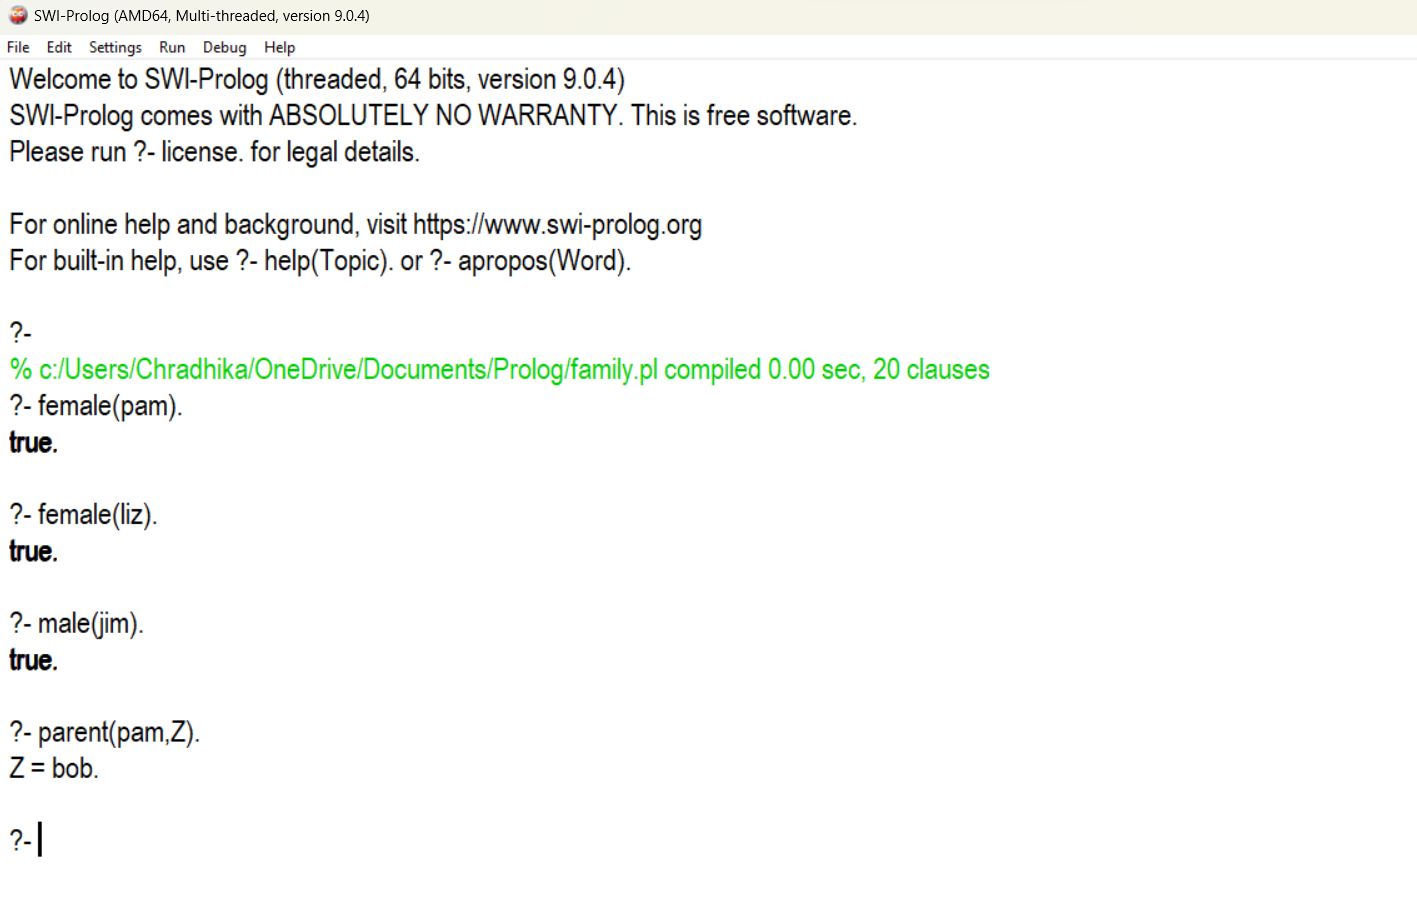 SWI-Prolog (AMD64, Multi-threaded, version 9.0.4)
File Edit Settings Run Debug Help
Welcome to SWI-Prolog (threaded, 64 bits, version 9.0.4)
SWI-Prolog comes with ABSOLUTELY NO WARRANTY. This is free software.
Please run ?- license. for legal details.
For online help and background, visit https://www.swi-prolog.org
For built-in help, use ?- help(Topic). or ?- apropos(Word).
?-
% c:/Users/Chradhika/OneDrive/Documents/Prolog/family.pl compiled 0.00 sec, 20 clauses
?- female(pam).
true.
?- female(liz).
true.
?- male(jim).
true.
?- parent(pam,Z).
Z = bob.
?-